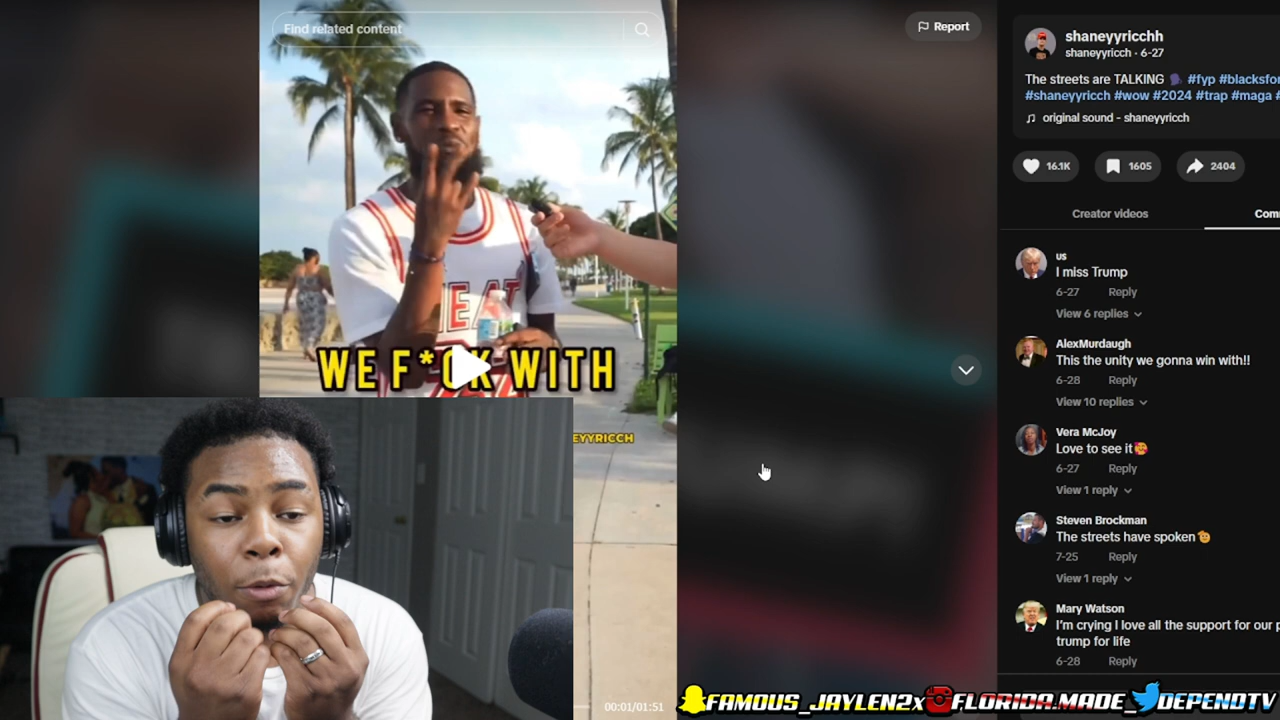 Find related content
Report
shaneyyricchh
shaneyyricch · 6-27
The streets are TALKING 🗣 #fyp #blacksfor
#shaneyyricch #wow #2024 #trap #maga #
original sound - shaneyyricch
16.1K
1605
2404
Creator videos
Com
us
I miss Trump
6-27 Reply
View 6 replies
AlexMurdaugh
This the unity we gonna win with!!
6-28 Reply
View 10 replies
Vera McJoy
Love to see it🥰
6-27 Reply
View 1 reply
Steven Brockman
The streets have spoken🫡
7-25 Reply
View 1 reply
Mary Watson
I'm crying I love all the support for our p
trump for life
6-28 Reply
HEAT
WE F*CK WITH
EYYRICCH
00:01/01:51
FAMOUS_JAYLEN2x FLORIDA.MADE DEPENDTV